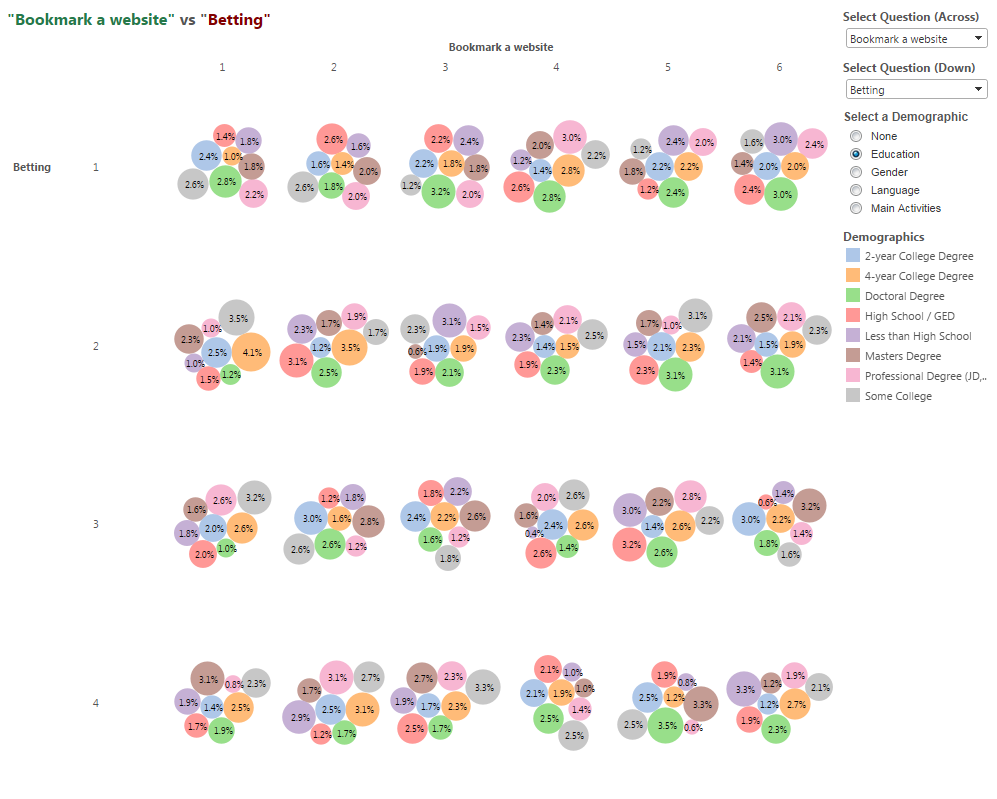 "Bookmark a website" vs "Betting"
Bookmark a website
1 2 3 4 5 6
Betting
1
1.4% 1.8% 2.4% 1.0% 1.8% 2.6% 2.8% 2.2%
2.6% 1.6% 1.6% 1.4% 2.0% 2.6% 1.8% 2.0%
2.2% 2.4% 2.2% 1.8% 1.8% 1.2% 3.2% 2.0%
2.0% 3.0% 1.2% 2.2% 1.4% 2.8% 2.6% 2.8%
1.2% 2.4% 2.0% 1.8% 2.2% 2.2% 1.2% 2.4%
1.6% 3.0% 2.4% 1.4% 2.0% 2.0% 2.4% 3.0%
2
3.5% 1.0% 2.3% 2.5% 4.1% 1.0% 1.5% 1.2%
1.9% 1.7% 2.3% 1.7% 1.2% 3.5% 3.1% 2.5%
3.1% 2.3% 1.5% 0.6% 1.9% 1.9% 1.9% 2.1%
1.4% 2.1% 2.3% 2.5% 1.4% 1.5% 1.9% 2.3%
3.1% 1.7% 1.0% 1.5% 2.1% 2.3% 2.3% 3.1%
2.5% 2.1% 2.3% 2.1% 1.5% 1.9% 1.4% 3.1%
3
2.6% 3.2% 1.6% 1.8% 2.0% 2.6% 2.0% 1.0%
1.2% 1.8% 3.0% 1.6% 2.8% 2.6% 2.6% 1.2%
1.8% 2.2% 2.4% 2.2% 2.6% 1.6% 1.2% 1.8%
2.0% 2.6% 1.6% 2.4% 2.6% 0.4% 2.6% 1.4%
2.2% 2.8% 3.0% 2.2% 1.4% 2.6% 3.2% 2.6%
1.4% 0.6% 3.2% 3.0% 2.2% 1.4% 1.8% 1.6%
4
3.1% 0.8% 2.3% 1.9% 1.4% 2.5% 1.7% 1.9%
3.1% 2.7% 1.7% 2.9% 2.5% 3.1% 1.2% 1.7%
2.7% 2.3% 3.3% 1.9% 1.7% 2.3% 2.5% 1.7%
2.1% 1.0% 2.1% 1.9% 1.0% 2.5% 1.4% 2.5%
1.9% 0.8% 2.5% 1.2% 3.3% 2.5% 3.5% 0.6%
1.2% 1.9% 3.3% 2.1% 1.2% 2.7% 1.9% 2.3%
Select Question (Across)
Bookmark a website
Select Question (Down)
Betting
Select a Demographic
None
Education
Gender
Language
Main Activities
Demographics
2-year College Degree
4-year College Degree
Doctoral Degree
High School / GED
Less than High School
Masters Degree
Professional Degree (JD,..
Some College